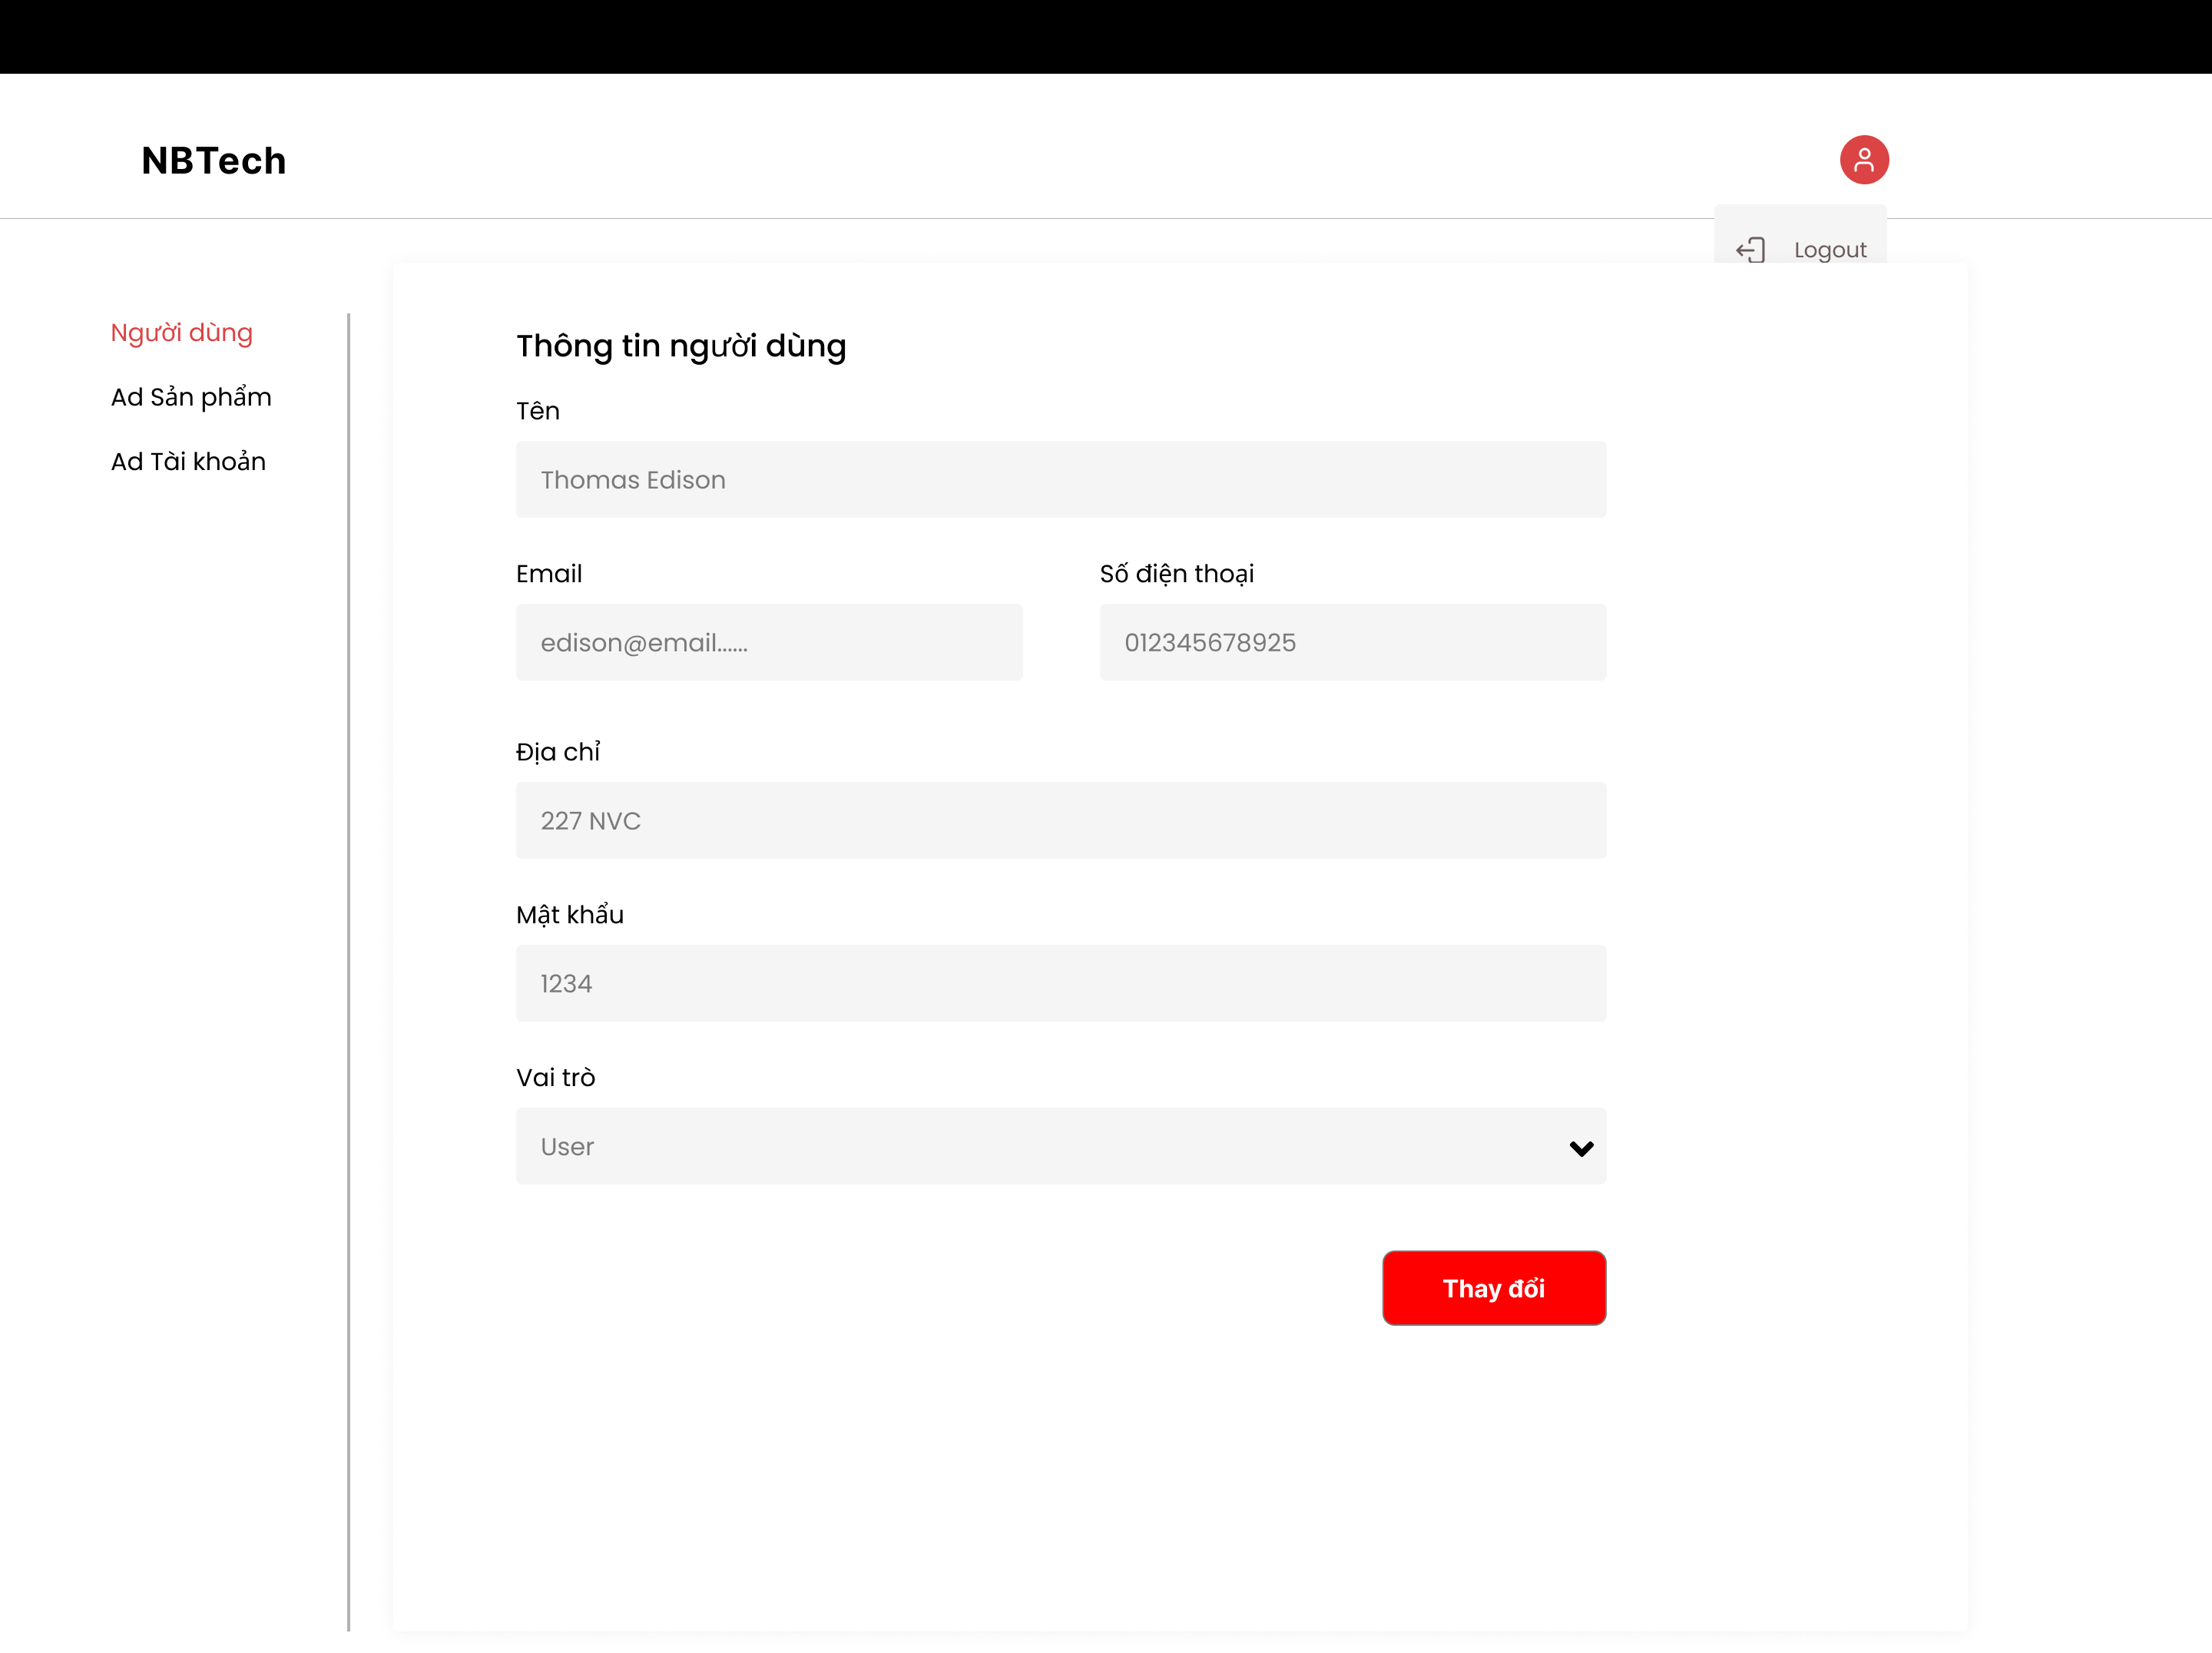 NBTech
Logout
Người dùng
Ad Sản phẩm
Ad Tài khoản
Thông tin người dùng
Tên
Thomas Edison
Email
Số điện thoại
edison@email......
012345678925
Địa chỉ
227 NVC
Mật khẩu
1234
Vai trò
User
Thay đổi